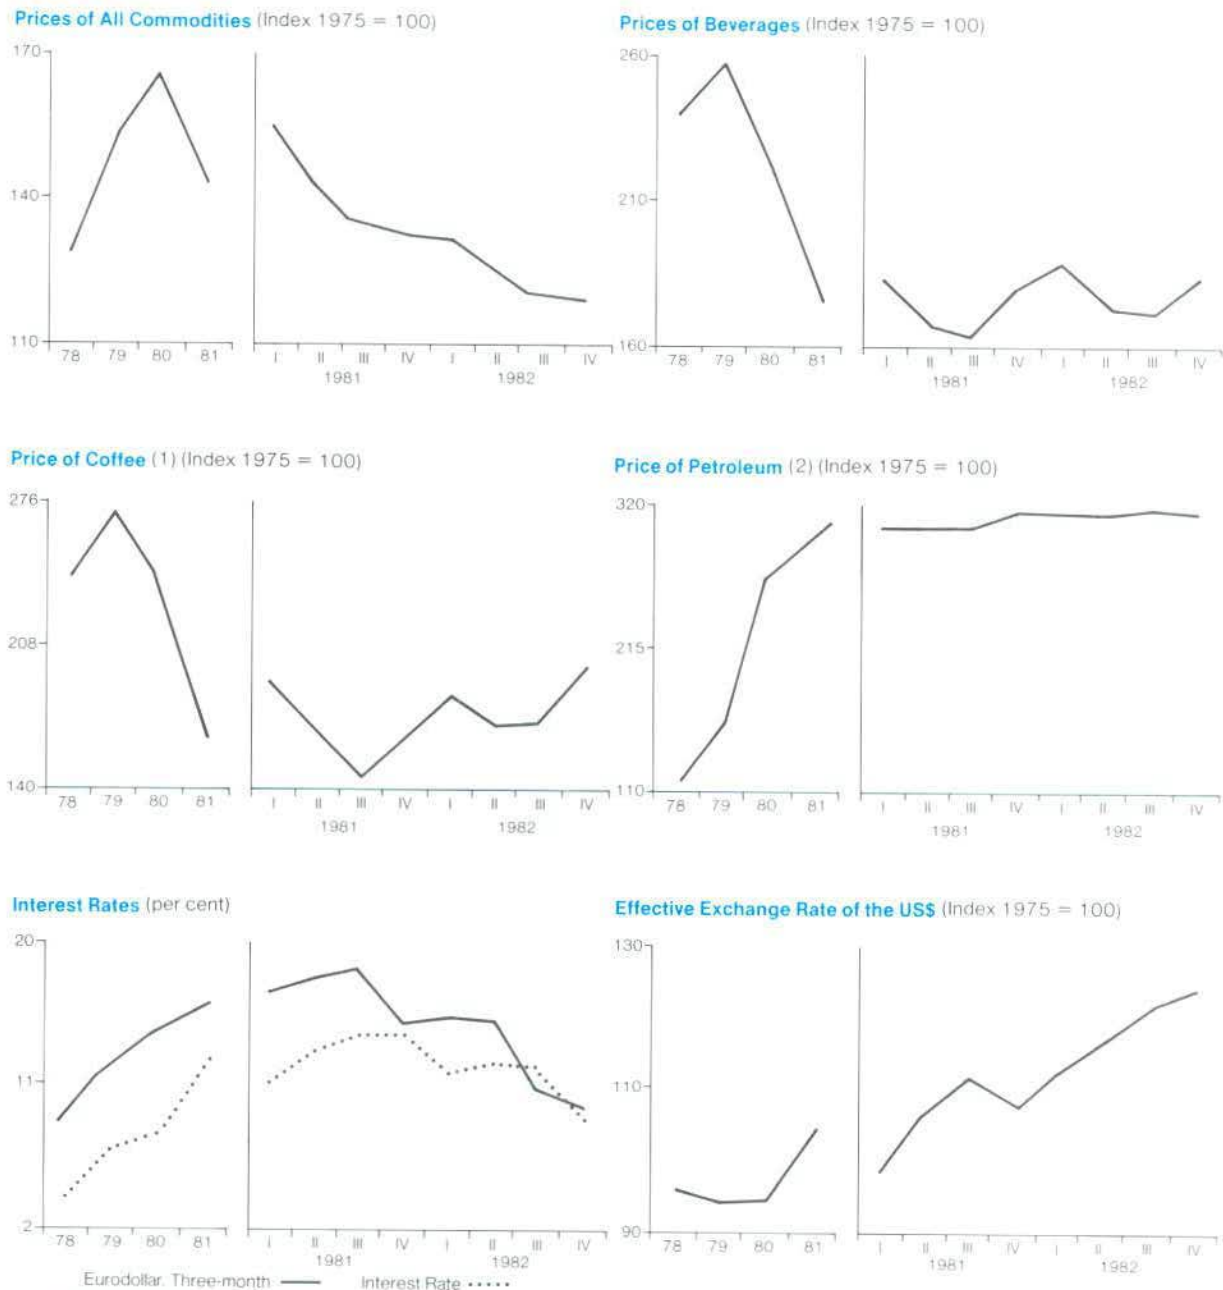 Prices of All Commodities (Index 1975 = 100)
170
140
110
78 79 80 81
I II III IV I II III IV
1981 1982
Prices of Beverages (Index 1975 = 100)
260
210
160
78 79 80 81
I II III IV I II III IV
1981 1982
Price of Coffee (1) (Index 1975 = 100)
276
208
140
78 79 80 81
I II III IV I II III IV
1981 1982
Price of Petroleum (2) (Index 1975 = 100)
320
215
110
78 79 80 81
I II III IV I II III IV
1981 1982
Interest Rates (per cent)
20
11
2
78 79 80 81
I II III IV I II III IV
1981 1982
Eurodollar. Three-month Interest Rate
Effective Exchange Rate of the US$ (Index 1975 = 100)
130
110
90
78 79 80 81
I II III IV I II III IV
1981 1982